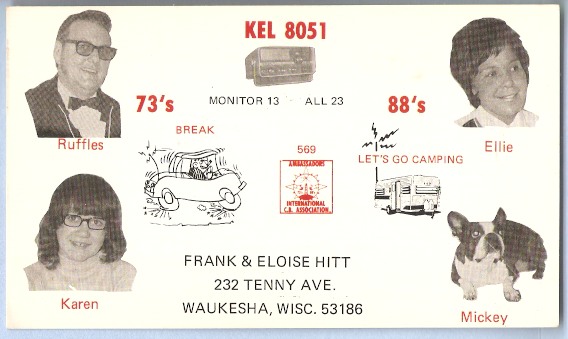 KEL 8051
73's
MONITOR 13 ALL 23
88's
Ruffles
BREAK
569
LET'S GO CAMPING
Ellie
AMBASSADORS
INTERNATIONAL
C.B. ASSOCIATION
Karen
FRANK & ELOISE HITT
232 TENNY AVE.
WAUKESHA, WISC. 53186
Mickey